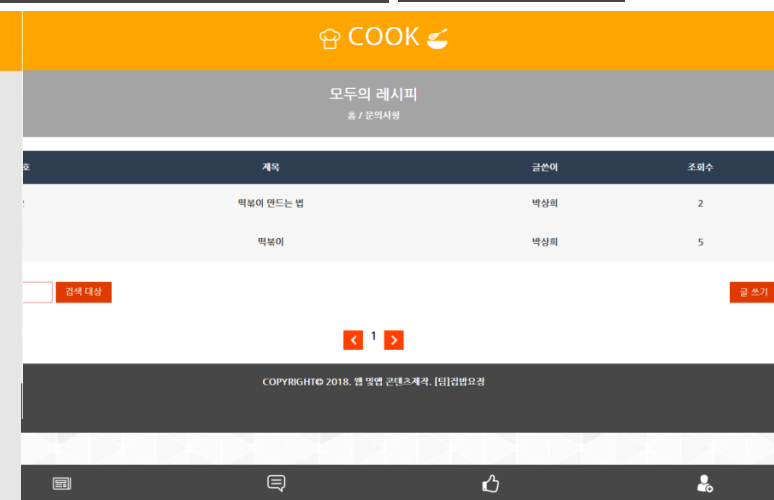 COOK
모두의 레시피
홈 / 문의사항
호 제목 글쓴이 조회수
떡볶이 만드는 법 박상희 2
떡볶이 박상희 5
검색 대상 글 쓰기
1
COPYRIGHT© 2018. 웹 및앱 콘텐츠제작. [팀]집밥요정